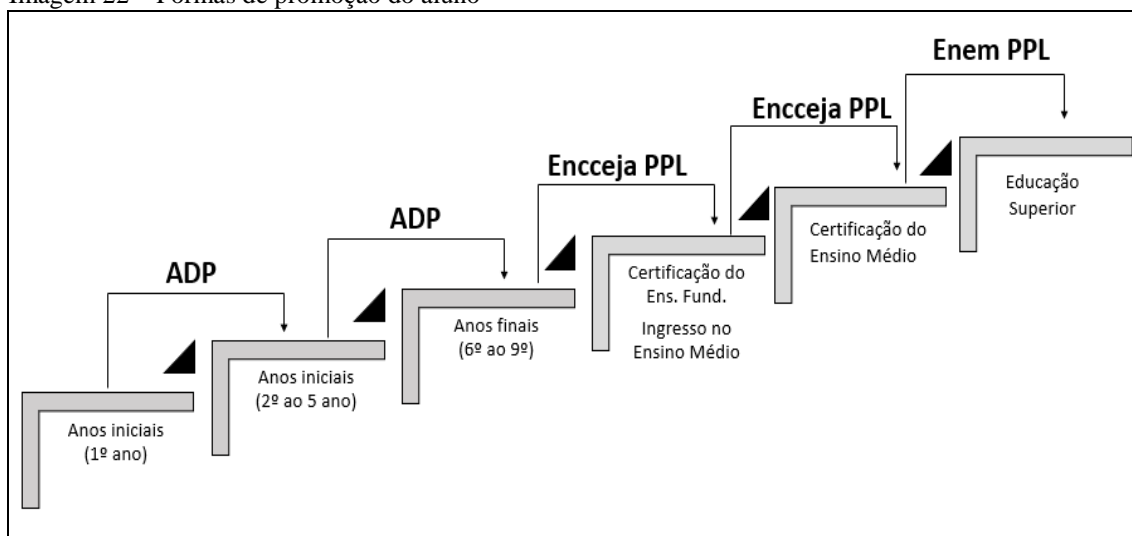 Imagem 22 – Formas de promoção do aluno
Enem PPL
Encceja PPL
Encceja PPL
ADP
ADP
Educação
Superior
Certificação do
Ensino Médio
Certificação do
Ens. Fund.
Ingresso no
Ensino Médio
Anos finais
(6º ao 9º)
Anos iniciais
(2º ao 5 ano)
Anos iniciais
(1º ano)